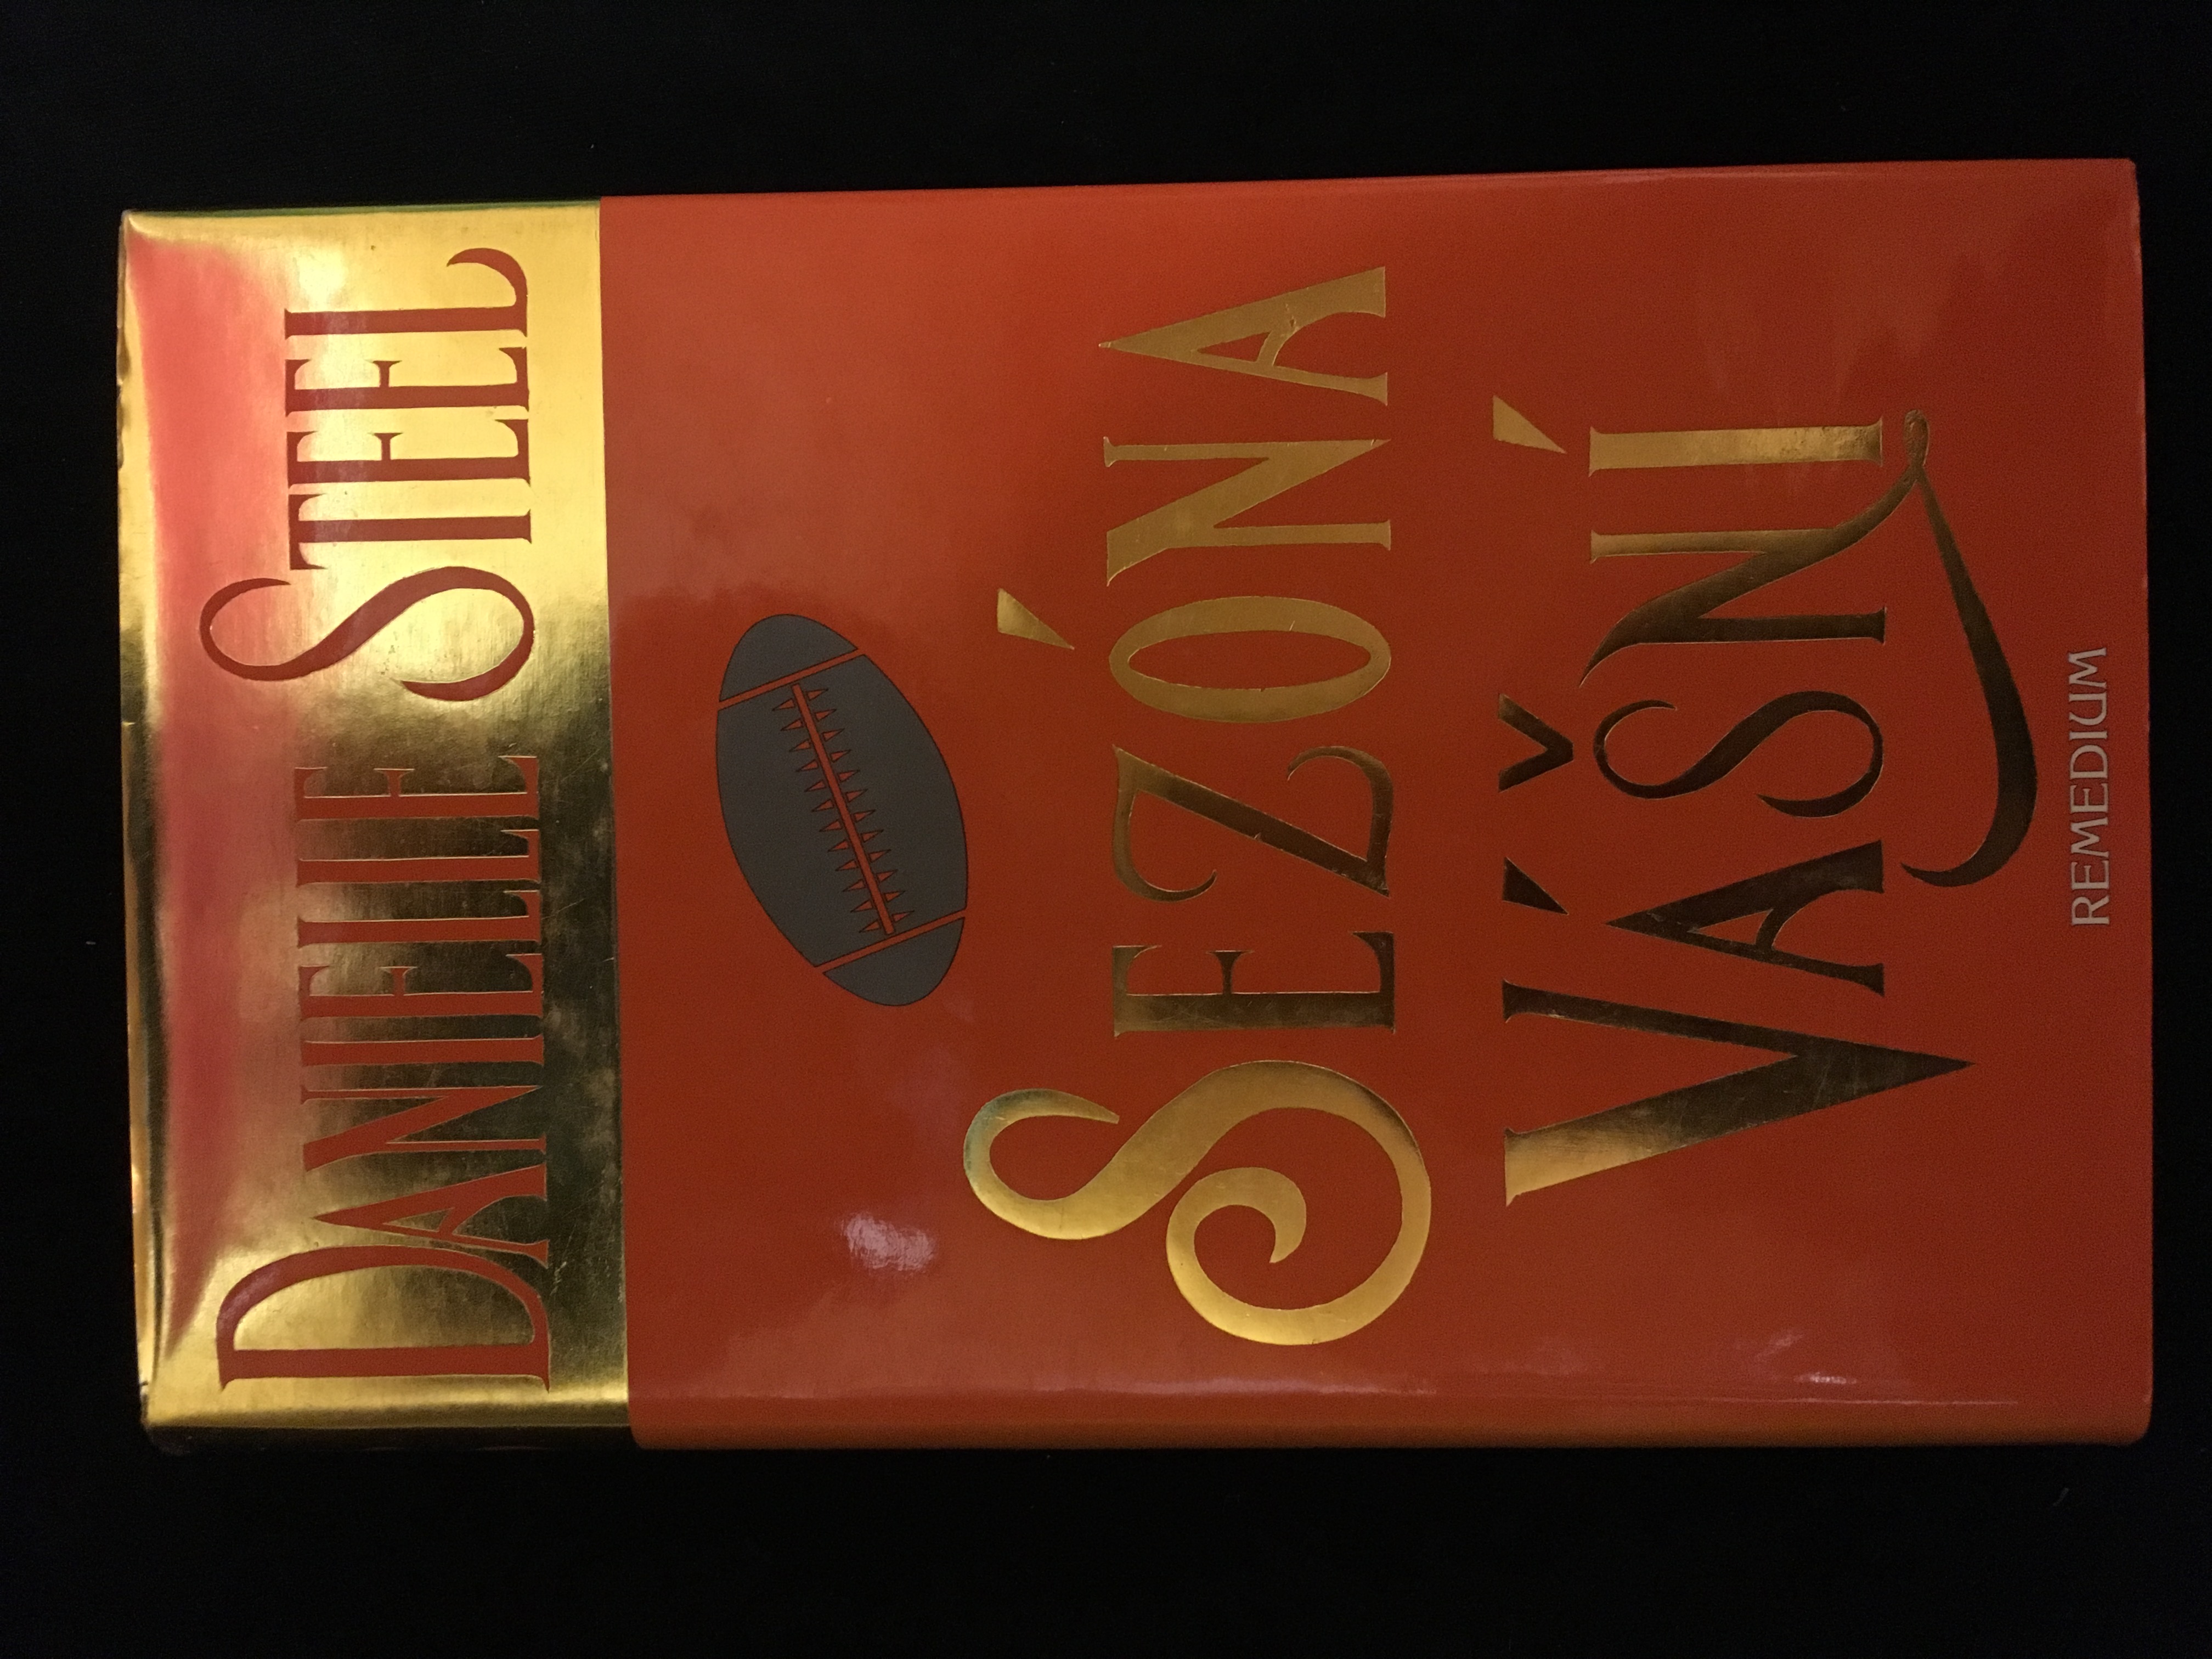 DANIELLE STEEL
SEZÓNA
VÁŠNÍ
REMEDIUM